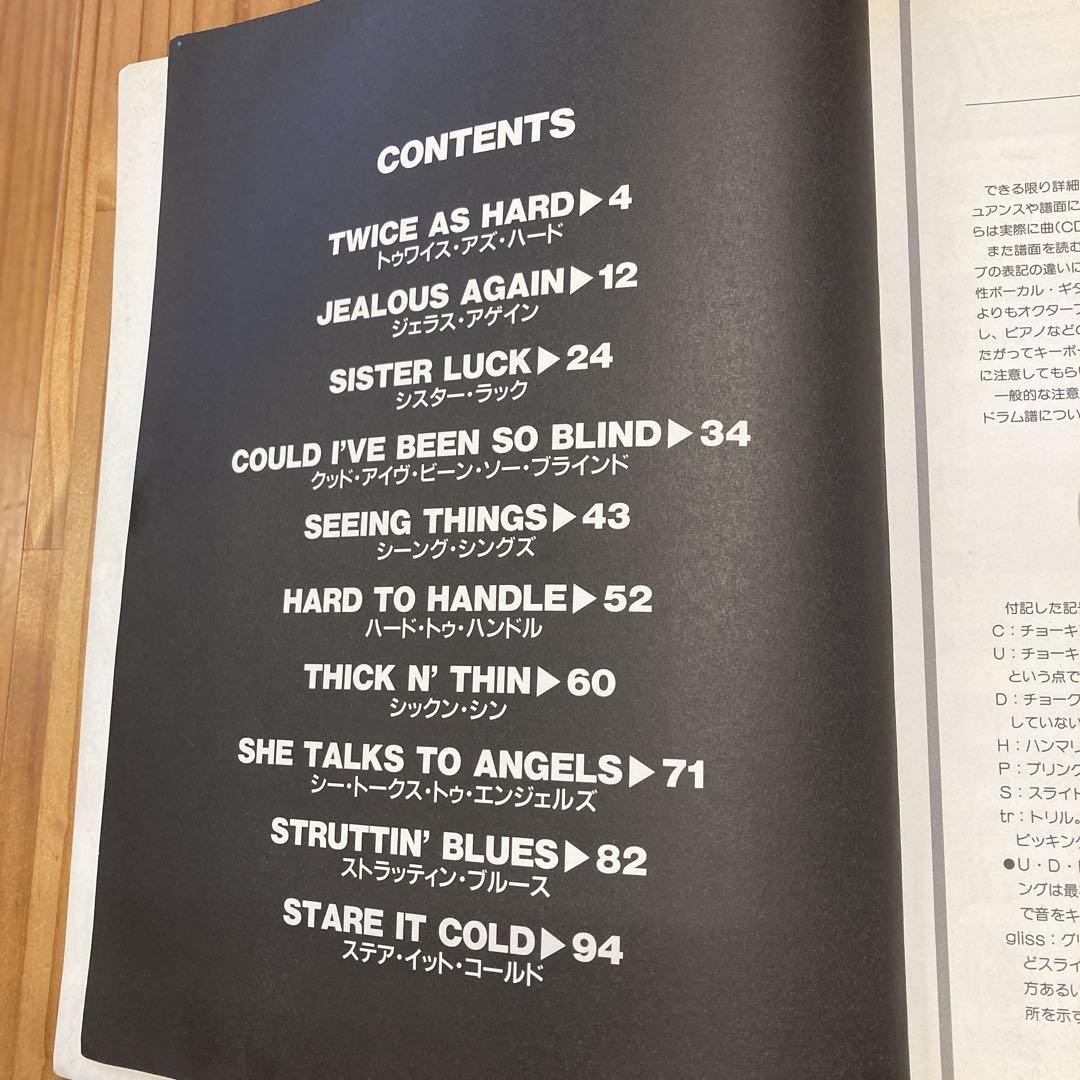 CONTENTS
TWICE AS HARD▶4
トゥワイス・アズ・ハード
JEALOUS AGAIN▶12
ジェラス・アゲイン
SISTER LUCK▶24
シスター・ラック
COULD I'VE BEEN SO BLIND▶34
クッド・アイヴ・ビーン・ソー・ブラインド
SEEING THINGS▶43
シーング・シングズ
HARD TO HANDLE▶52
ハード・トゥ・ハンドル
THICK N' THIN▶60
シックン・シン
SHE TALKS TO ANGELS▶71
シー・トークス・トゥ・エンジェルズ
STRUTTIN' BLUES▶82
ストラッティン・ブルース
STARE IT COLD▶94
ステア・イット・コールド
できる限り詳細
ュアンスや譜面に
らは実際に曲(CD
また譜面を読む
プの表記の違いに
性ボーカル・ギタ
よりもオクターブ
し、ピアノなどの
たがってキーボー
に注意してもらい
一般的な注意
ドラム譜につい
付記した記号
C：チョーキ
U：チョーキ
という点で
D：チョーク
していない
H：ハンマリ
P：プリング
S：スライド
tr：トリル。
ピッキング
●U・D・
ングは最
で音をキ
gliss：グリ
どスライ
方あるい
所を示す